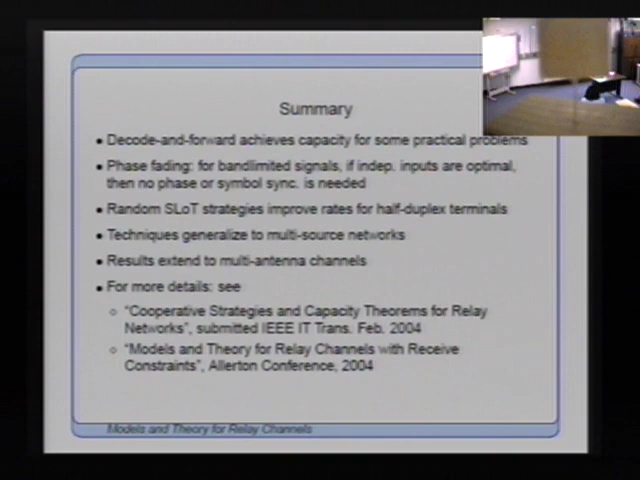 Summary
• Decode-and-forward achieves capacity for some practical problems
• Phase fading: for bandlimited signals, if indep. inputs are optimal,
then no phase or symbol sync. is needed
• Random SLoT strategies improve rates for half-duplex terminals
• Techniques generalize to multi-source networks
• Results extend to multi-antenna channels
• For more details: see
○ "Cooperative Strategies and Capacity Theorems for Relay
Networks", submitted IEEE IT Trans. Feb. 2004
○ "Models and Theory for Relay Channels with Receive
Constraints", Allerton Conference, 2004
Models and Theory for Relay Channels